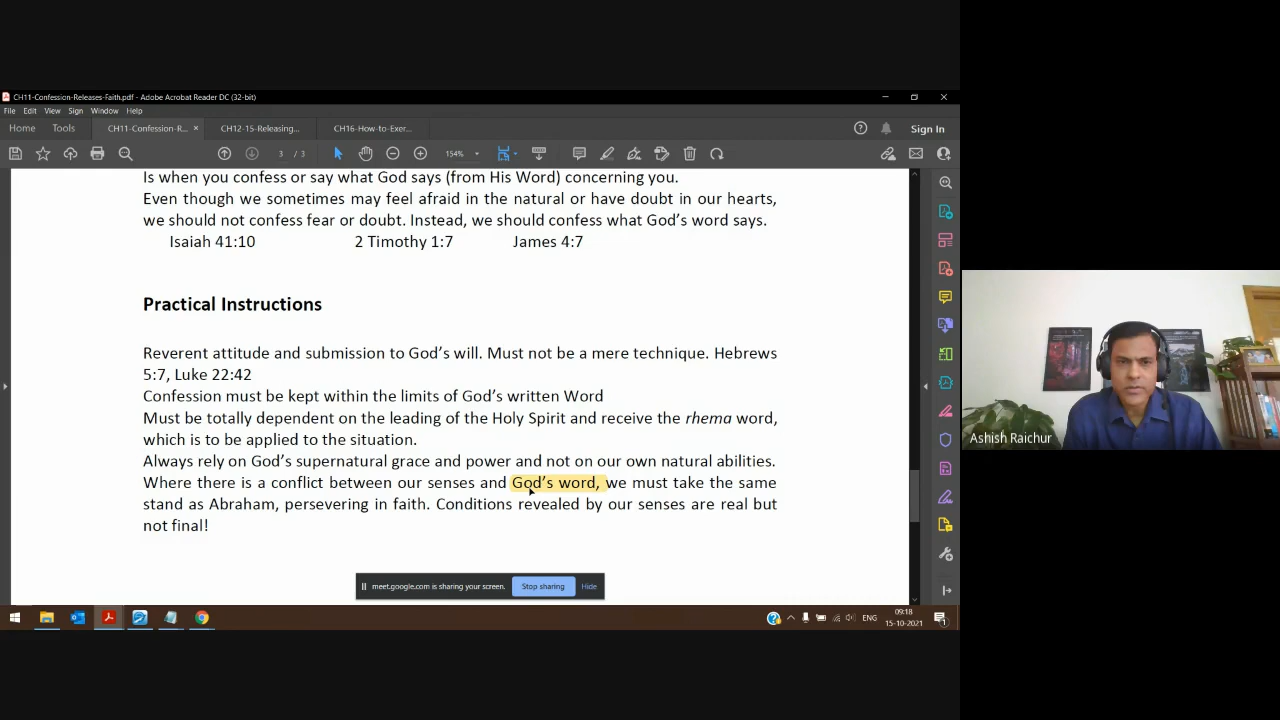 CH11-Confession-Releases-Faith.pdf - Adobe Acrobat Reader DC (32-bit)
File Edit View Sign Window Help
Home Tools CH11-Confession-R... × CH12-15-Releasing... CH16-How-to-Exer... Sign In
3 / 3 154%
Is when you confess or say what God says (from His Word) concerning you.
Even though we sometimes may feel afraid in the natural or have doubt in our hearts,
we should not confess fear or doubt. Instead, we should confess what God's word says.
Isaiah 41:10 2 Timothy 1:7 James 4:7
Practical Instructions
Reverent attitude and submission to God's will. Must not be a mere technique. Hebrews
5:7, Luke 22:42
Confession must be kept within the limits of God's written Word
Must be totally dependent on the leading of the Holy Spirit and receive the rhema word,
which is to be applied to the situation.
Always rely on God's supernatural grace and power and not on our own natural abilities.
Where there is a conflict between our senses and God's word, we must take the same
stand as Abraham, persevering in faith. Conditions revealed by our senses are real but
not final!
meet.google.com is sharing your screen. Stop sharing Hide
ENG
09:18
15-10-2021
Ashish Raichur